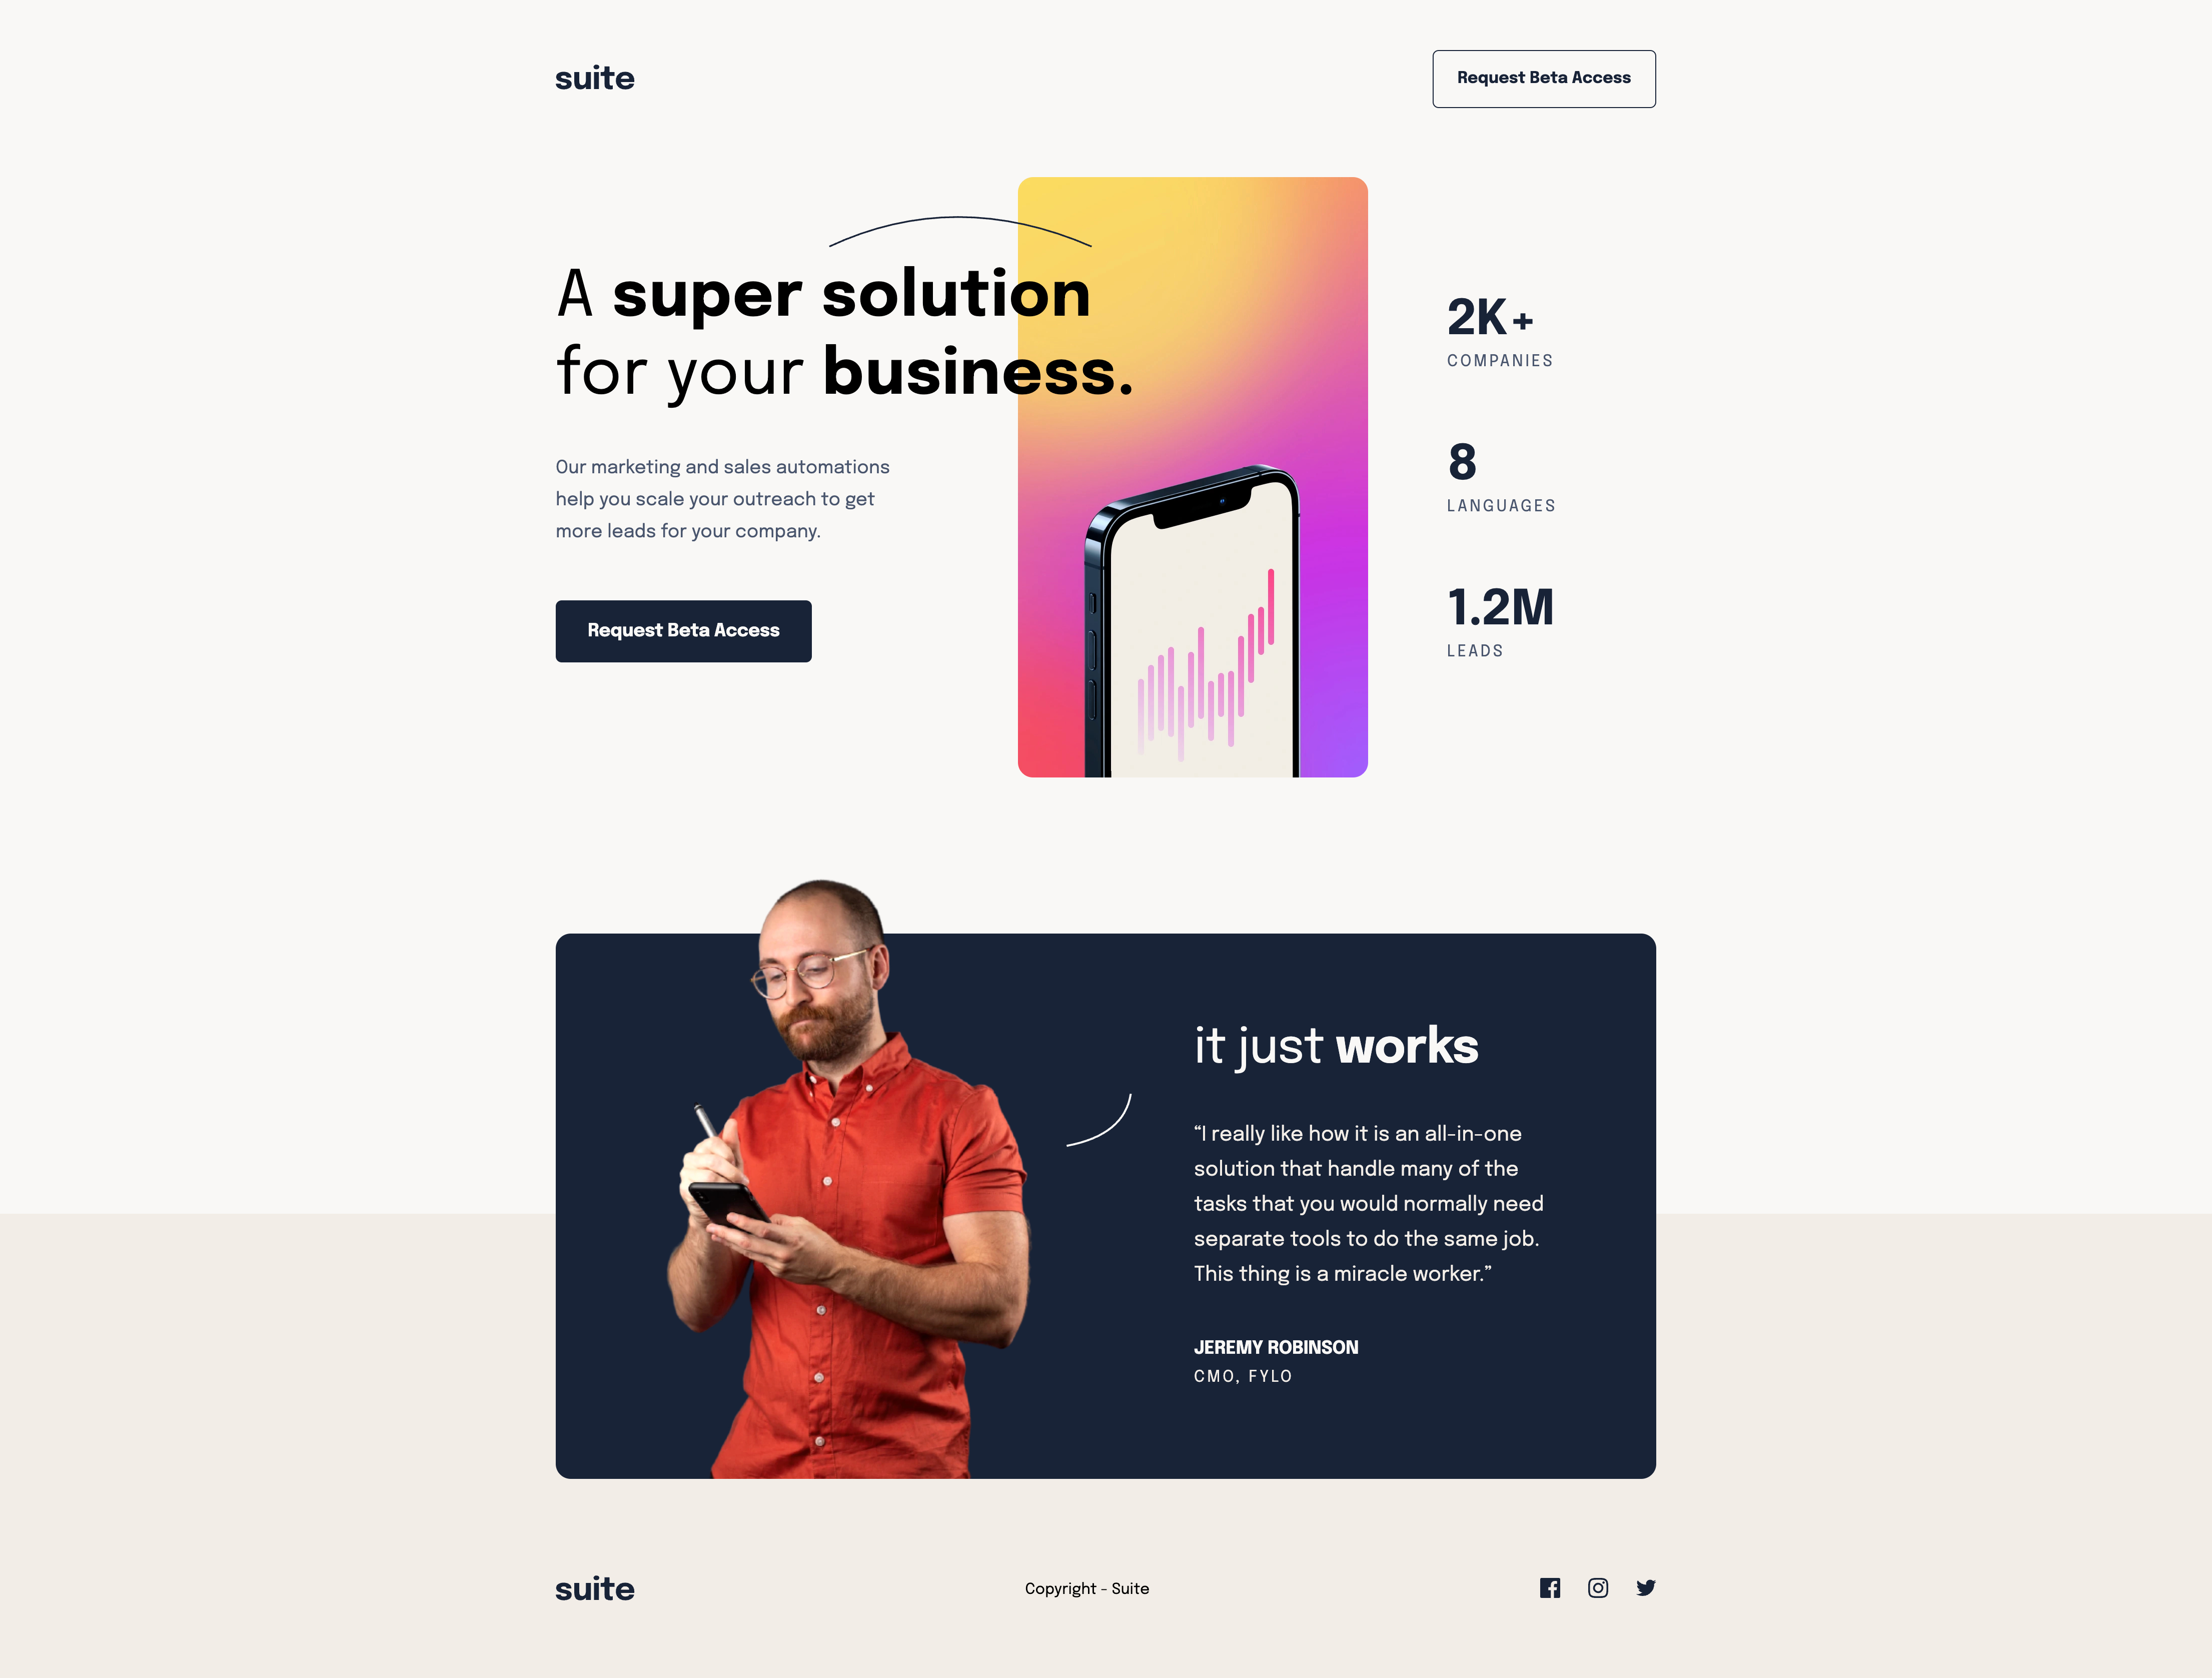 suite
Request Beta Access
A super solution
for your business.
Our marketing and sales automations
help you scale your outreach to get
more leads for your company.
Request Beta Access
2K+
COMPANIES
8
LANGUAGES
1.2M
LEADS
it just works
“I really like how it is an all-in-one
solution that handle many of the
tasks that you would normally need
separate tools to do the same job.
This thing is a miracle worker.”
JEREMY ROBINSON
CMO, FYLO
suite
Copyright - Suite